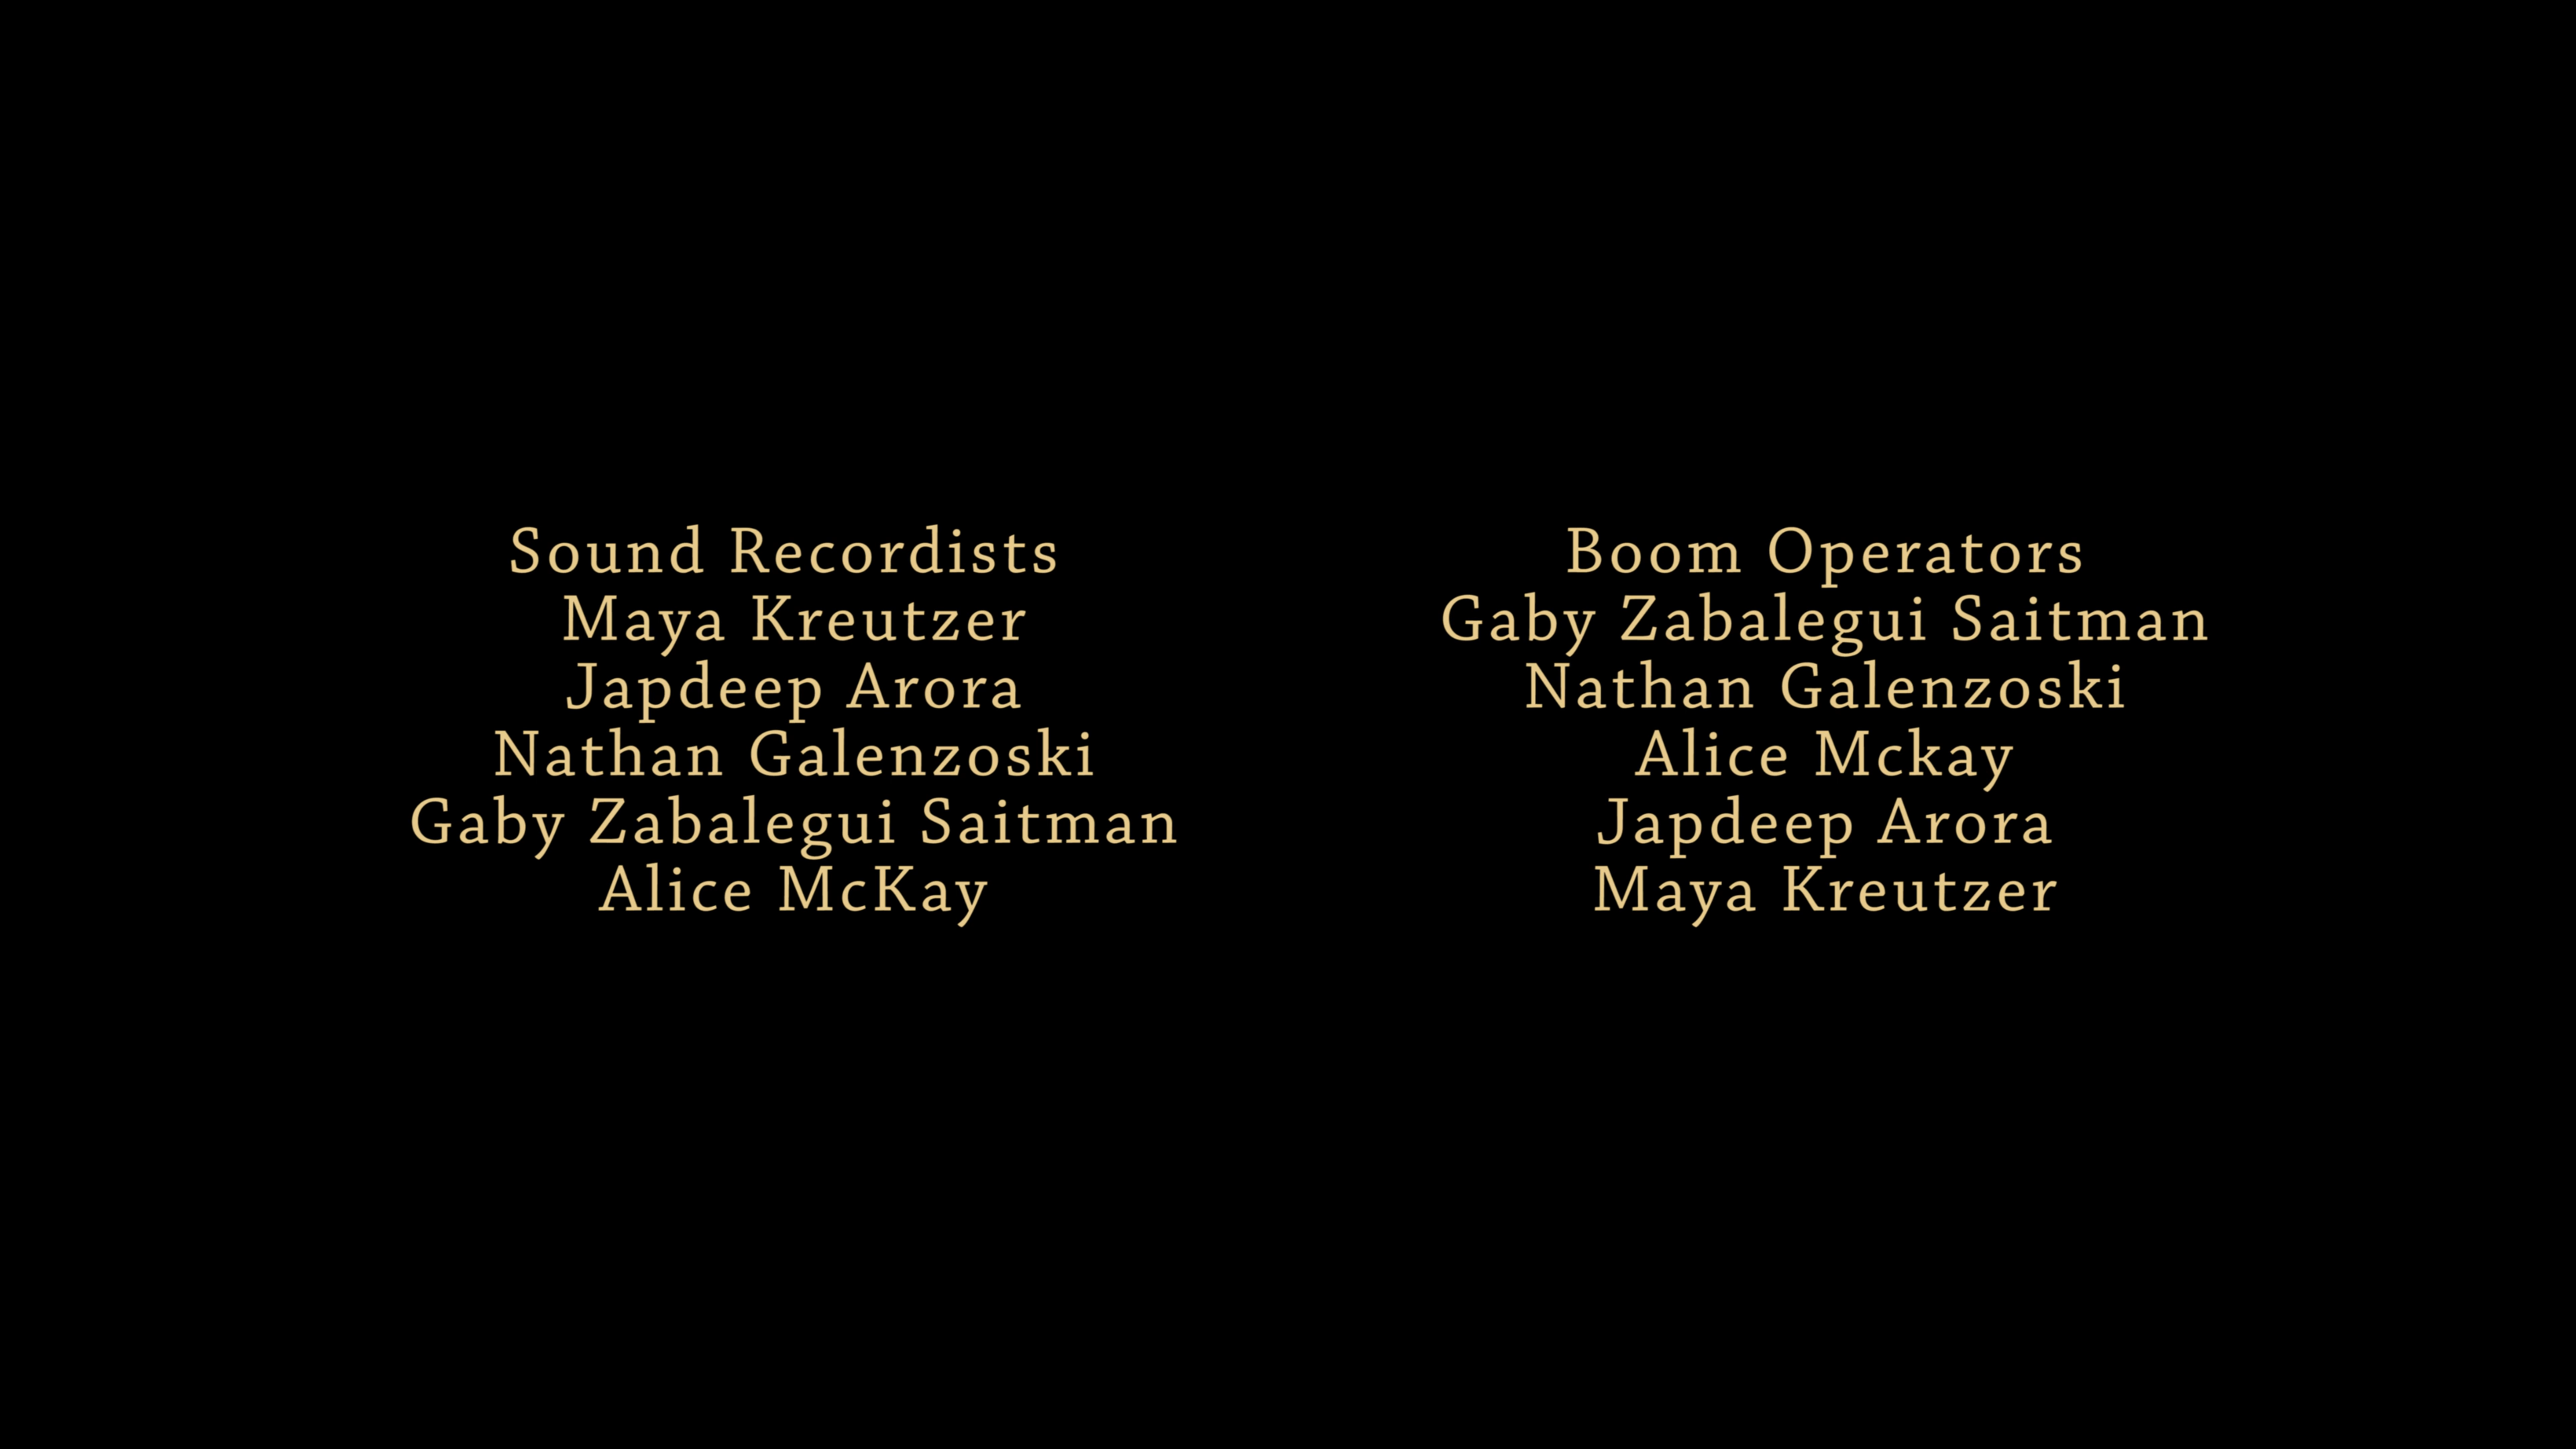 Sound Recordists
Maya Kreutzer
Japdeep Arora
Nathan Galenzoski
Gaby Zabalegui Saitman
Alice McKay
Boom Operators
Gaby Zabalegui Saitman
Nathan Galenzoski
Alice Mckay
Japdeep Arora
Maya Kreutzer